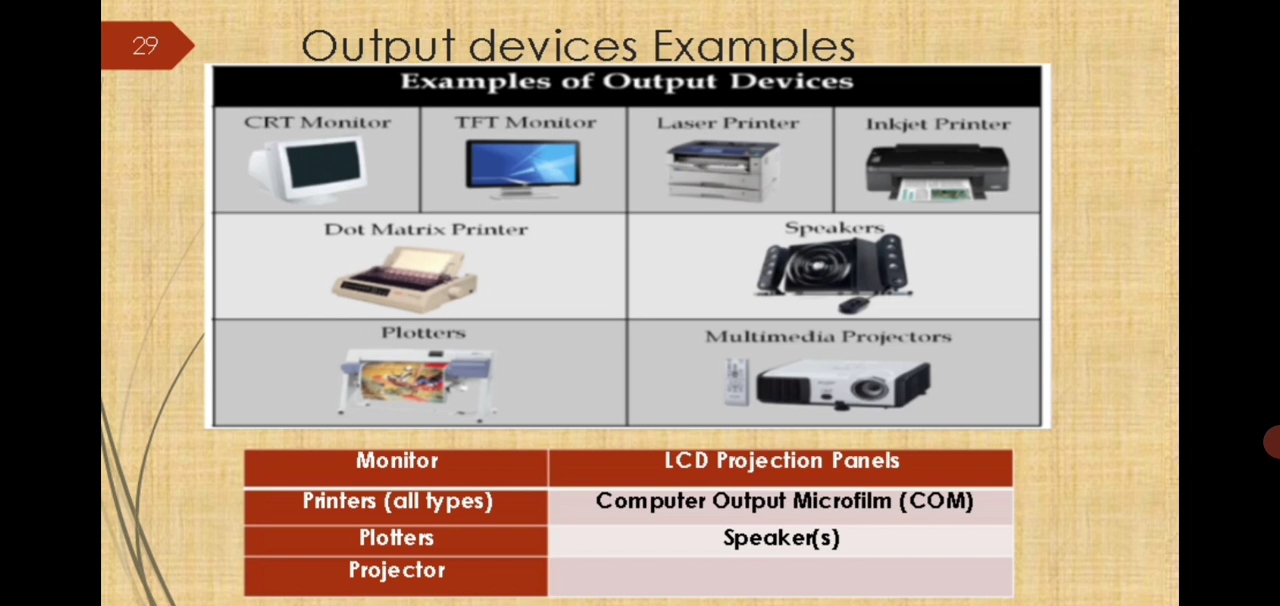 29
Output devices Examples
Examples of Output Devices
CRT Monitor TFT Monitor Laser Printer Inkjet Printer
Dot Matrix Printer Speakers
Plotters Multimedia Projectors
Monitor LCD Projection Panels
Printers (all types) Computer Output Microfilm (COM)
Plotters Speaker(s)
Projector